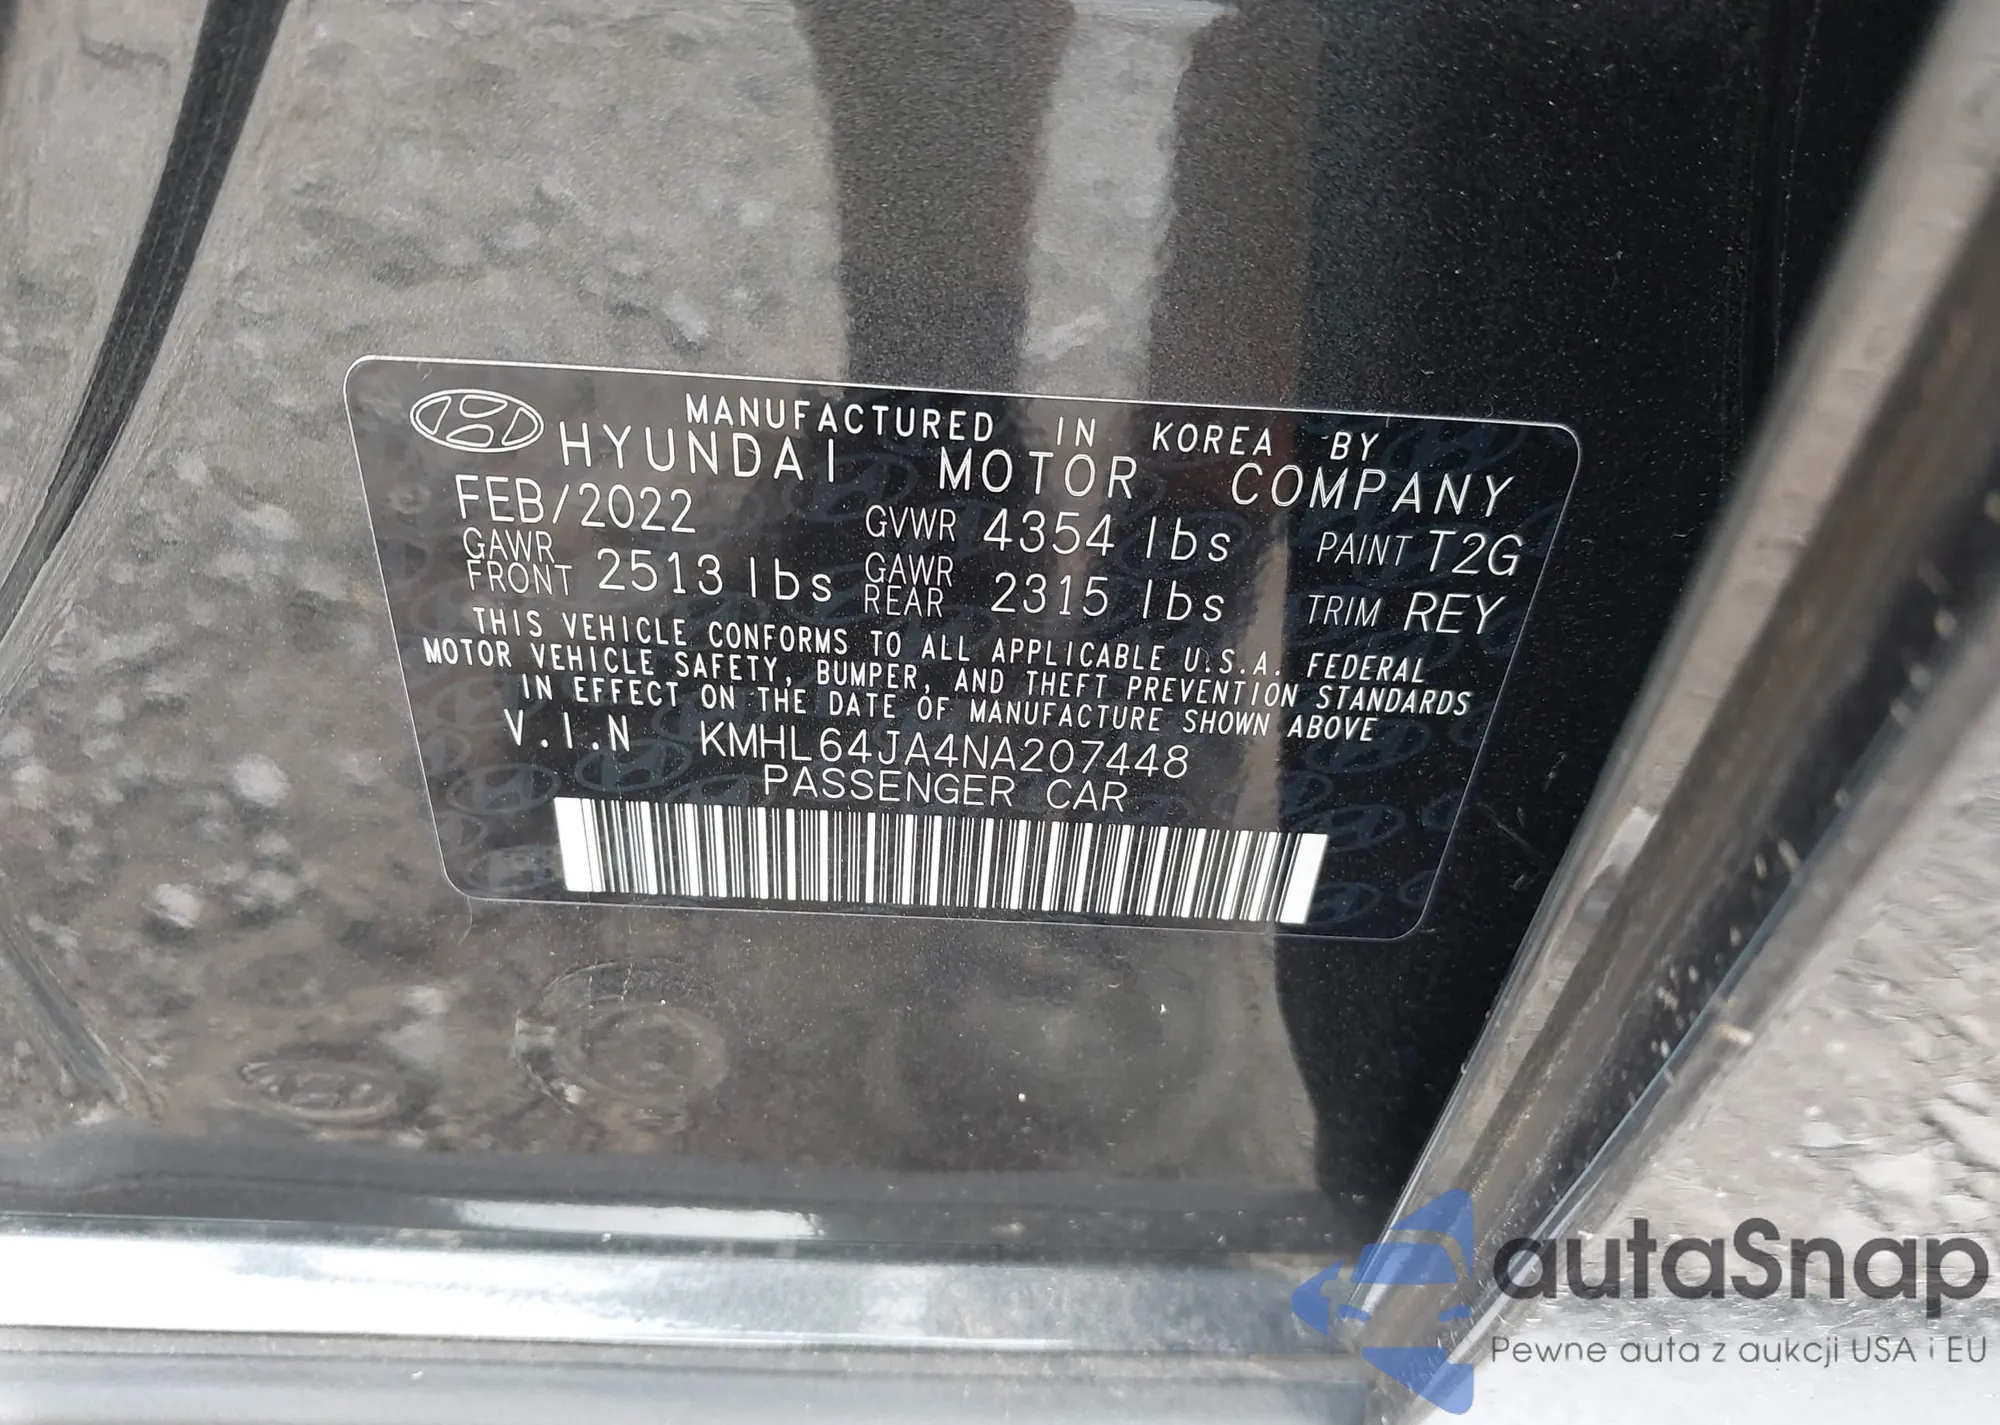 MANUFACTURED IN KOREA BY
HYUNDAI MOTOR COMPANY
FEB/2022 GVWR 4354 lbs PAINT T2G
GAWR FRONT 2513 lbs GAWR REAR 2315 lbs TRIM REY
THIS VEHICLE CONFORMS TO ALL APPLICABLE U.S.A. FEDERAL
MOTOR VEHICLE SAFETY, BUMPER, AND THEFT PREVENTION STANDARDS
IN EFFECT ON THE DATE OF MANUFACTURE SHOWN ABOVE
V.I.N KMHL64JA4NA207448
PASSENGER CAR
autaSnap
Pewne auta z aukcji USA i EU